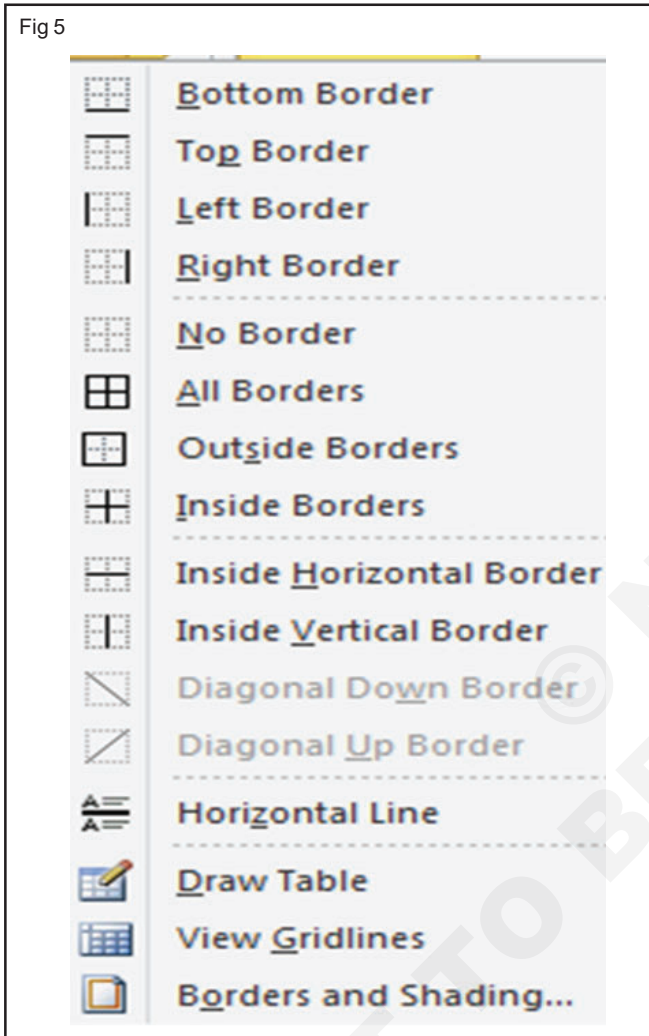 Fig 5
Bottom Border
Top Border
Left Border
Right Border
No Border
All Borders
Outside Borders
Inside Borders
Inside Horizontal Border
Inside Vertical Border
Diagonal Down Border
Diagonal Up Border
Horizontal Line
Draw Table
View Gridlines
Borders and Shading...